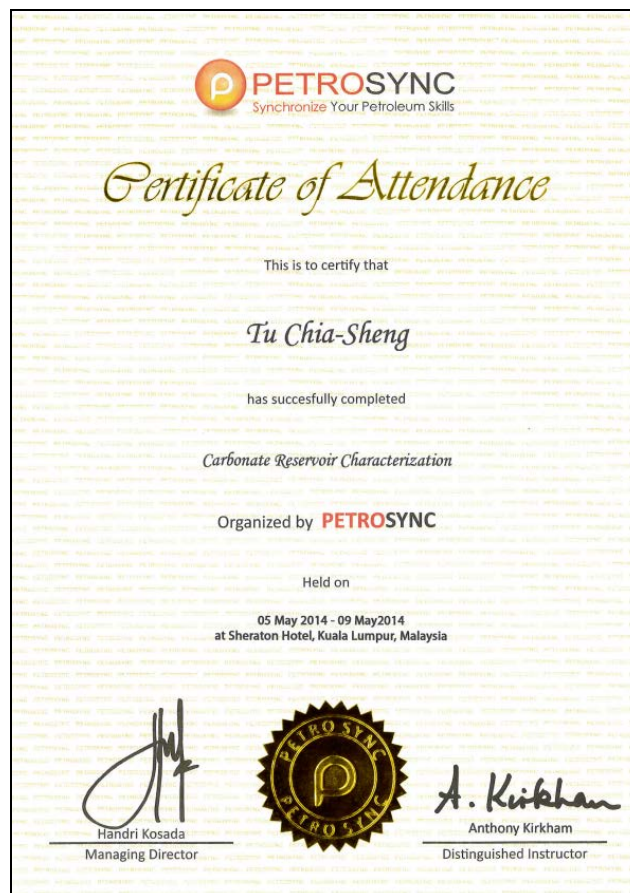 PETROSYNC
Synchronize Your Petroleum Skills
Certificate of Attendance
This is to certify that
Tu Chia-Sheng
has succesfully completed
Carbonate Reservoir Characterization
Organized by PETROSYNC
Held on
05 May 2014 - 09 May2014
at Sheraton Hotel, Kuala Lumpur, Malaysia
PETRO SYNC
PETRO SYNC
A. Kirkham
Handri Kosada
Managing Director
Anthony Kirkham
Distinguished Instructor